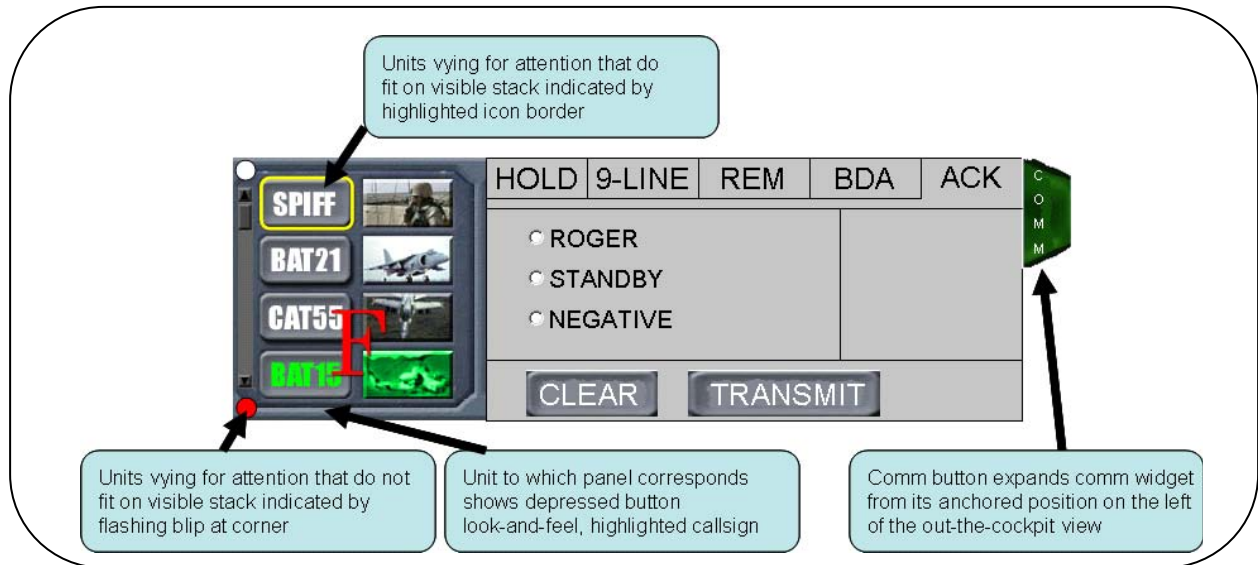 Units vying for attention that do
fit on visible stack indicated by
highlighted icon border
HOLD 9-LINE REM BDA ACK
SPIFF
BAT21
CAT55
BAT15
F
ROGER
STANDBY
NEGATIVE
CLEAR TRANSMIT
COMM
Units vying for attention that do not
fit on visible stack indicated by
flashing blip at corner
Unit to which panel corresponds
shows depressed button
look-and-feel, highlighted callsign
Comm button expands comm widget
from its anchored position on the left
of the out-the-cockpit view